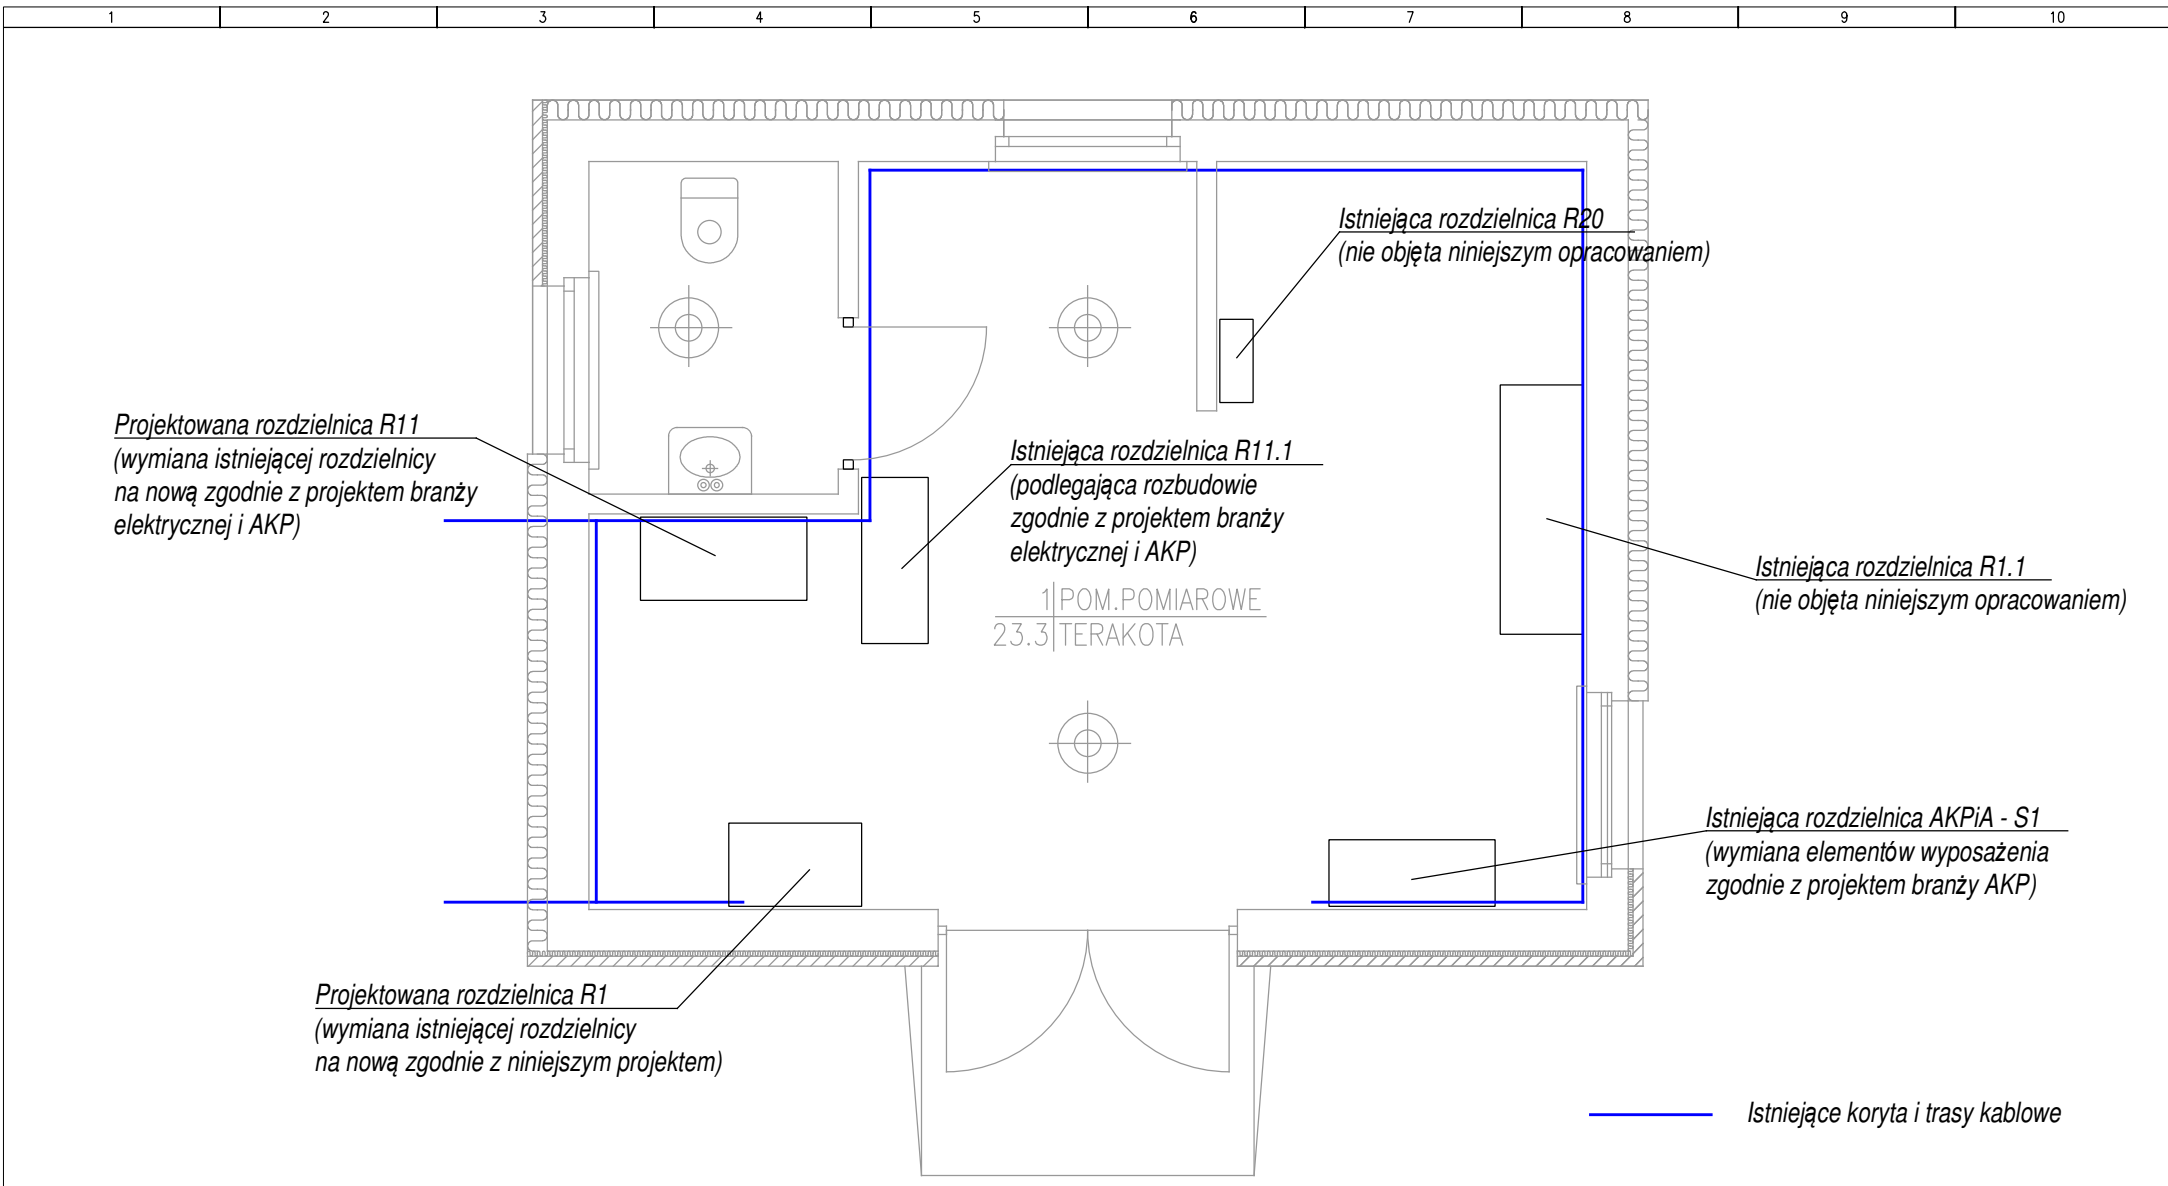 1 2 3 4 5 6 7 8 9 10
Istniejąca rozdzielnica R20
(nie objęta niniejszym opracowaniem)
Projektowana rozdzielnica R11
(wymiana istniejącej rozdzielnicy
na nową zgodnie z projektem branży
elektrycznej i AKP)
Istniejąca rozdzielnica R11.1
(podlegająca rozbudowie
zgodnie z projektem branży
elektrycznej i AKP)
1 POM.POMIAROWE
23.3 TERAKOTA
Istniejąca rozdzielnica R1.1
(nie objęta niniejszym opracowaniem)
Istniejąca rozdzielnica AKPiA - S1
(wymiana elementów wyposażenia
zgodnie z projektem branży AKP)
Projektowana rozdzielnica R1
(wymiana istniejącej rozdzielnicy
na nową zgodnie z niniejszym projektem)
Istniejące koryta i trasy kablowe